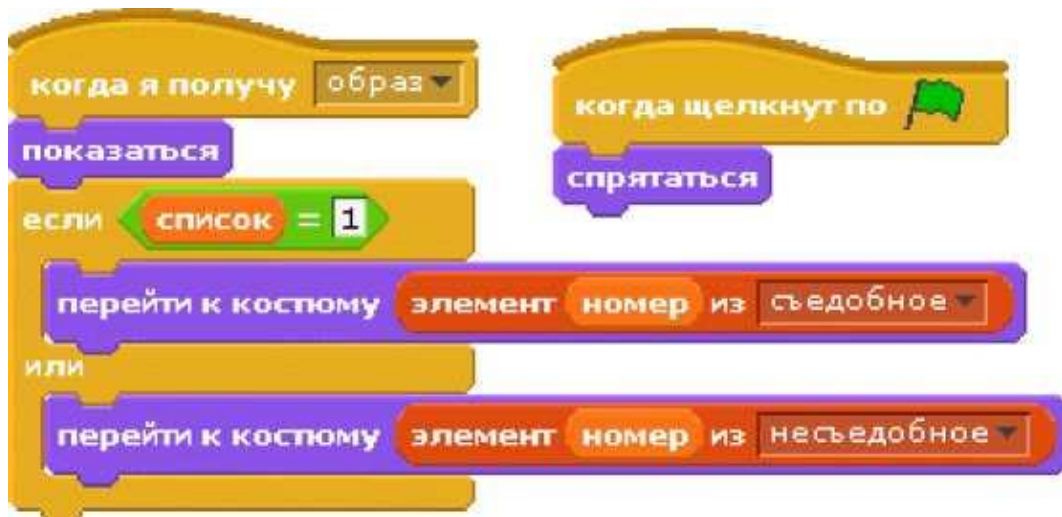 когда я получу образ
показаться
если список = 1
перейти к костюму элемент номер из съедобное
или
перейти к костюму элемент номер из несъедобное
когда щелкнут по
спрятаться